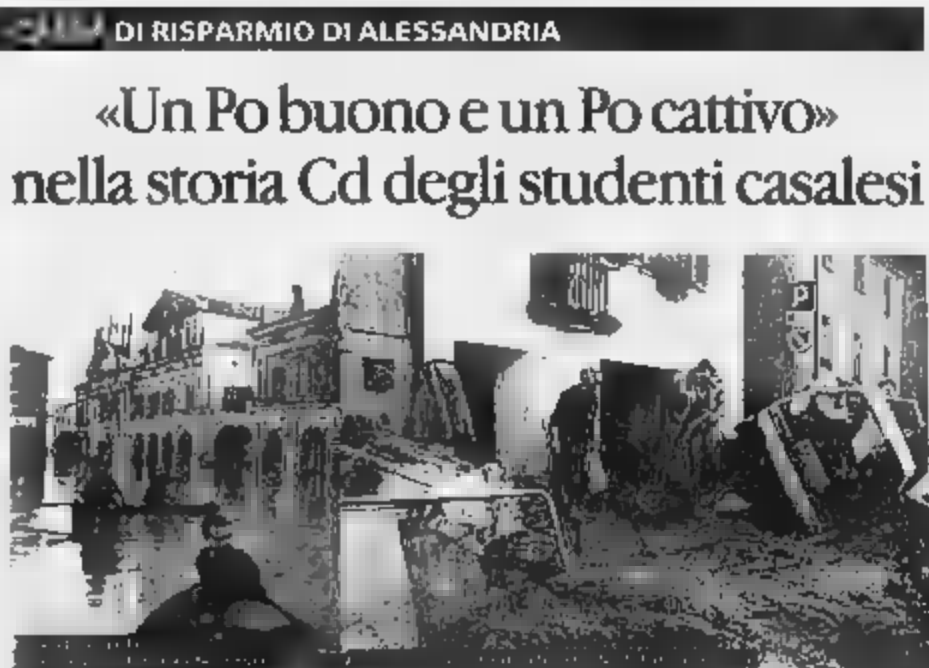 DI RISPARMIO DI ALESSANDRIA
«Un Po buono e un Po cattivo»
nella storia Cd degli studenti casalesi
P